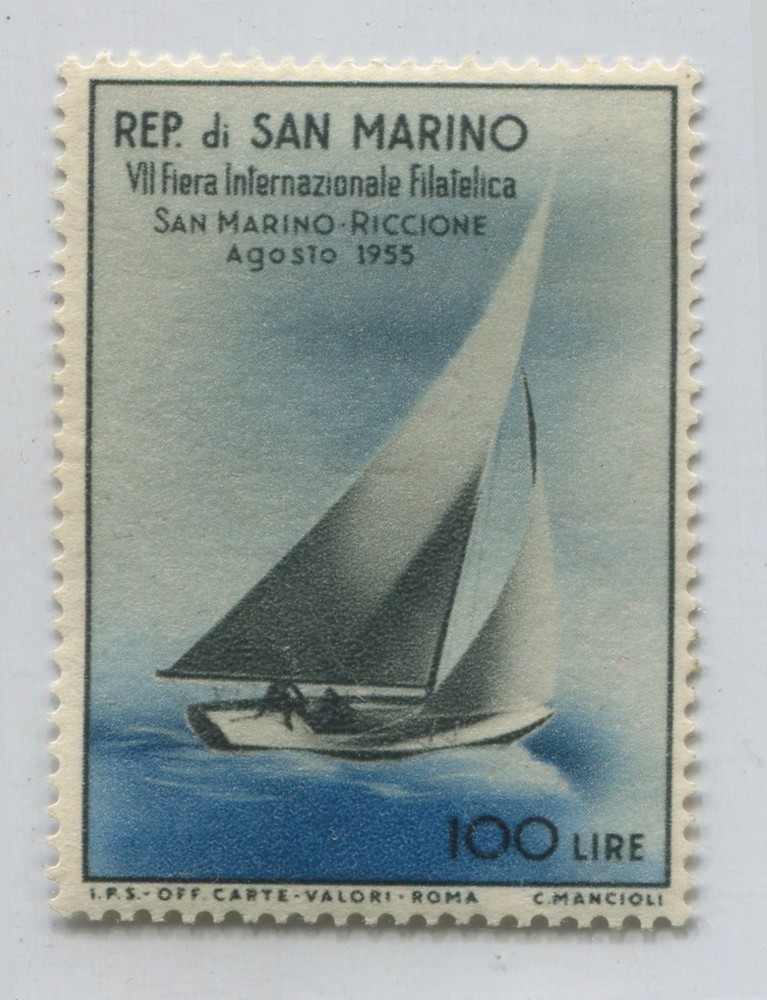 REP. di SAN MARINO
VII Fiera Internazionale Filatelica
SAN MARINO-RICCIONE
Agosto 1955
100 LIRE
I.P.S.-OFF. CARTE-VALORI-ROMA C.MANCIOLI